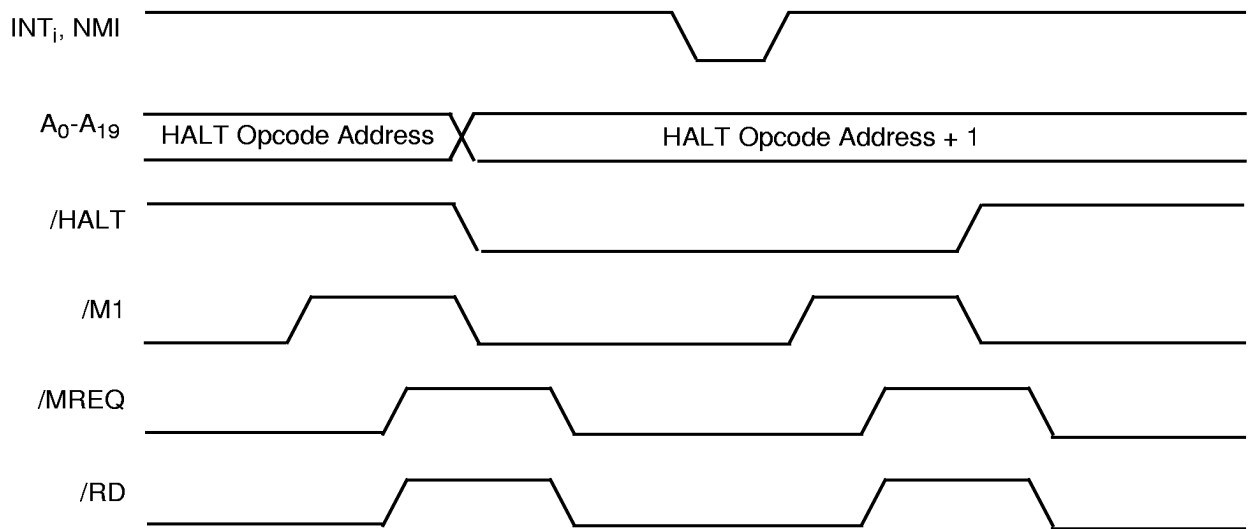 INTi, NMI
A0-A19
HALT Opcode Address
HALT Opcode Address + 1
/HALT
/M1
/MREQ
/RD